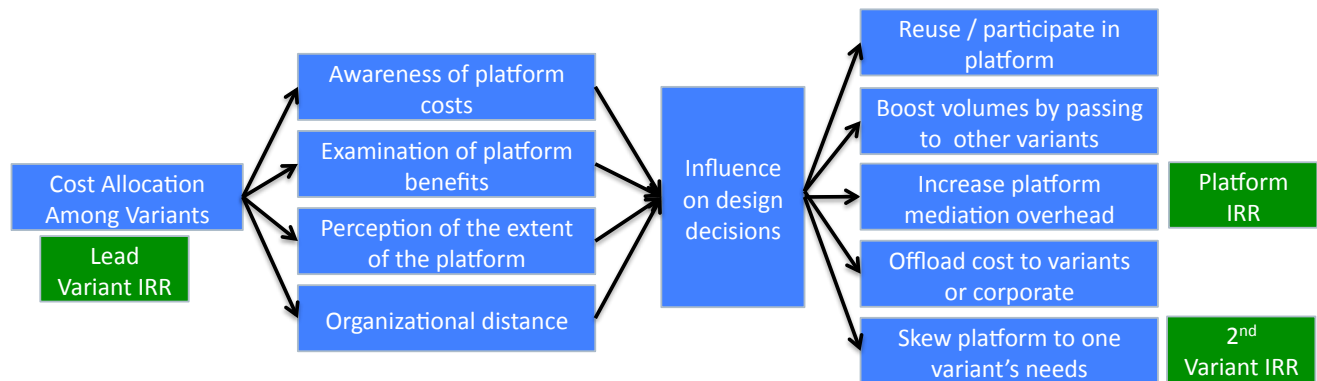 Cost Allocation
Among Variants
Lead
Variant IRR
Awareness of platform
costs
Examination of platform
benefits
Perception of the extent
of the platform
Organizational distance
Influence
on design
decisions
Reuse / participate in
platform
Boost volumes by passing
to other variants
Increase platform
mediation overhead
Offload cost to variants
or corporate
Skew platform to one
variant's needs
Platform
IRR
2nd
Variant IRR